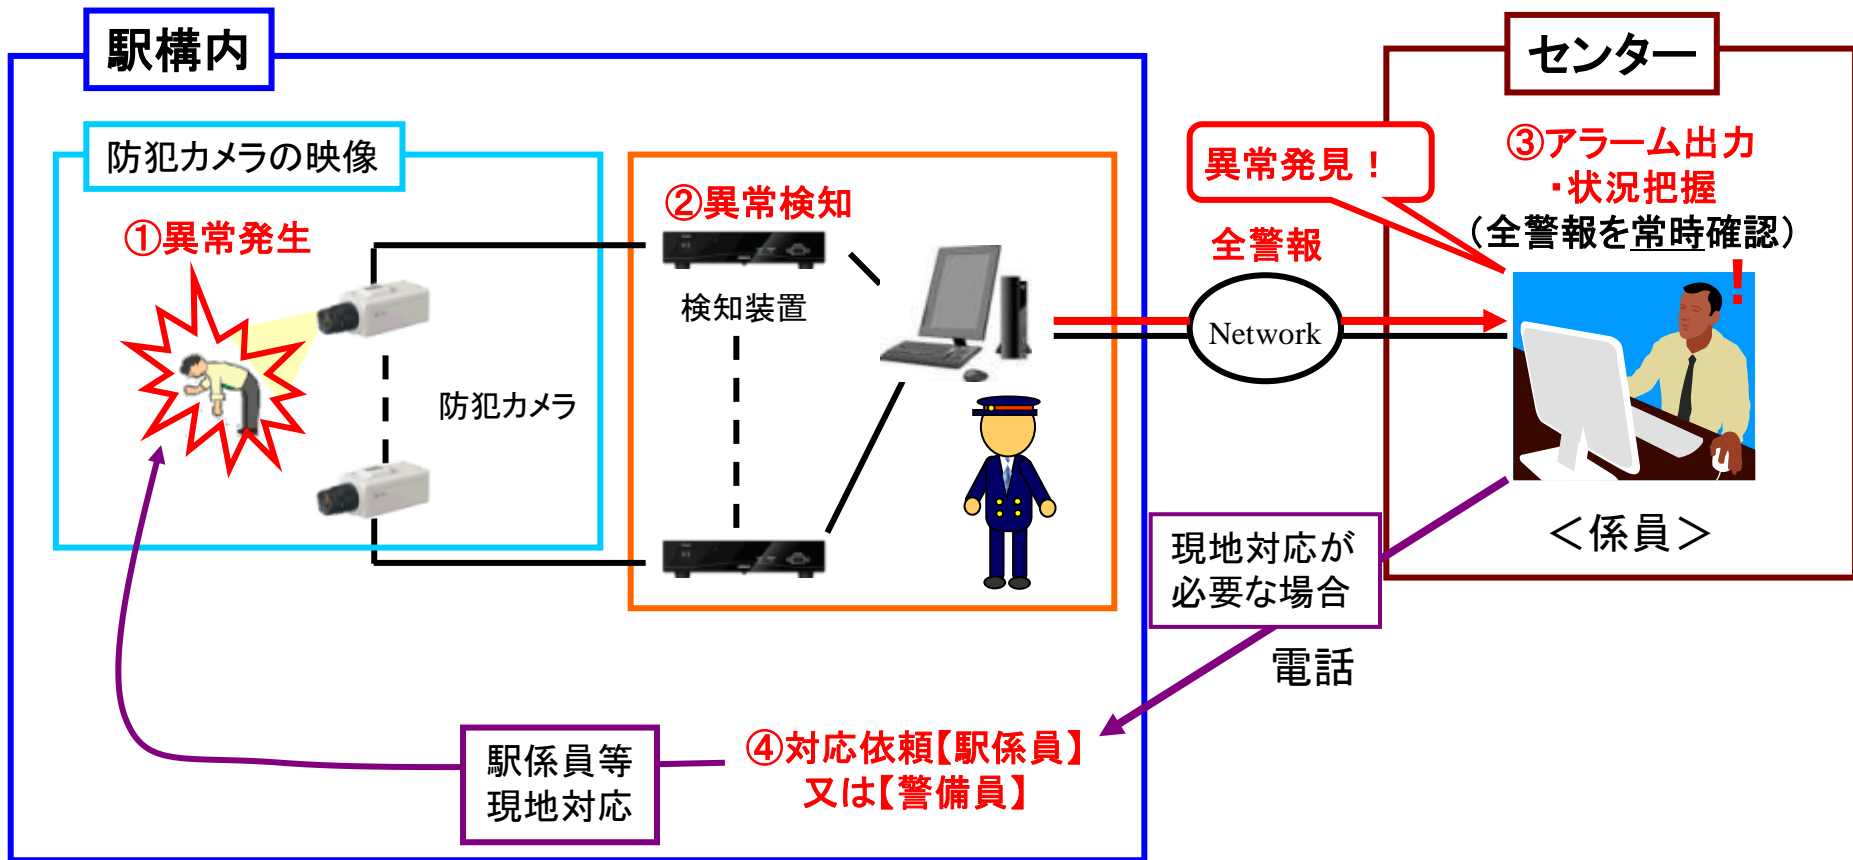 駅構内
センター
防犯カメラの映像
①異常発生
防犯カメラ
②異常検知
検知装置
異常発見！
全警報
Network
③アラーム出力
・状況把握
（全警報を常時確認）
!
＜係員＞
現地対応が
必要な場合
電話
④対応依頼【駅係員】
又は【警備員】
駅係員等
現地対応